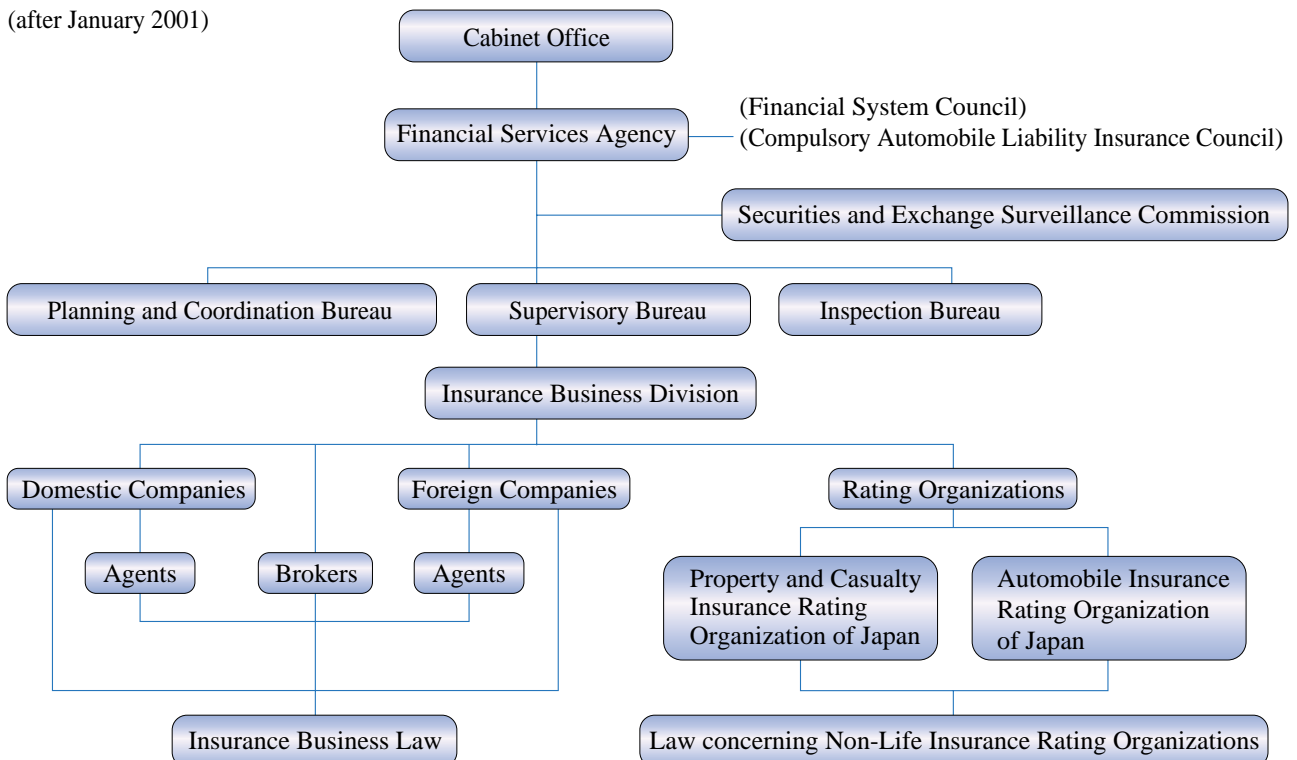 (after January 2001)
Cabinet Office
Financial Services Agency
(Financial System Council)
(Compulsory Automobile Liability Insurance Council)
Securities and Exchange Surveillance Commission
Planning and Coordination Bureau
Supervisory Bureau
Inspection Bureau
Insurance Business Division
Domestic Companies
Foreign Companies
Rating Organizations
Agents
Brokers
Agents
Property and Casualty
Insurance Rating
Organization of Japan
Automobile Insurance
Rating Organization
of Japan
Insurance Business Law
Law concerning Non-Life Insurance Rating Organizations